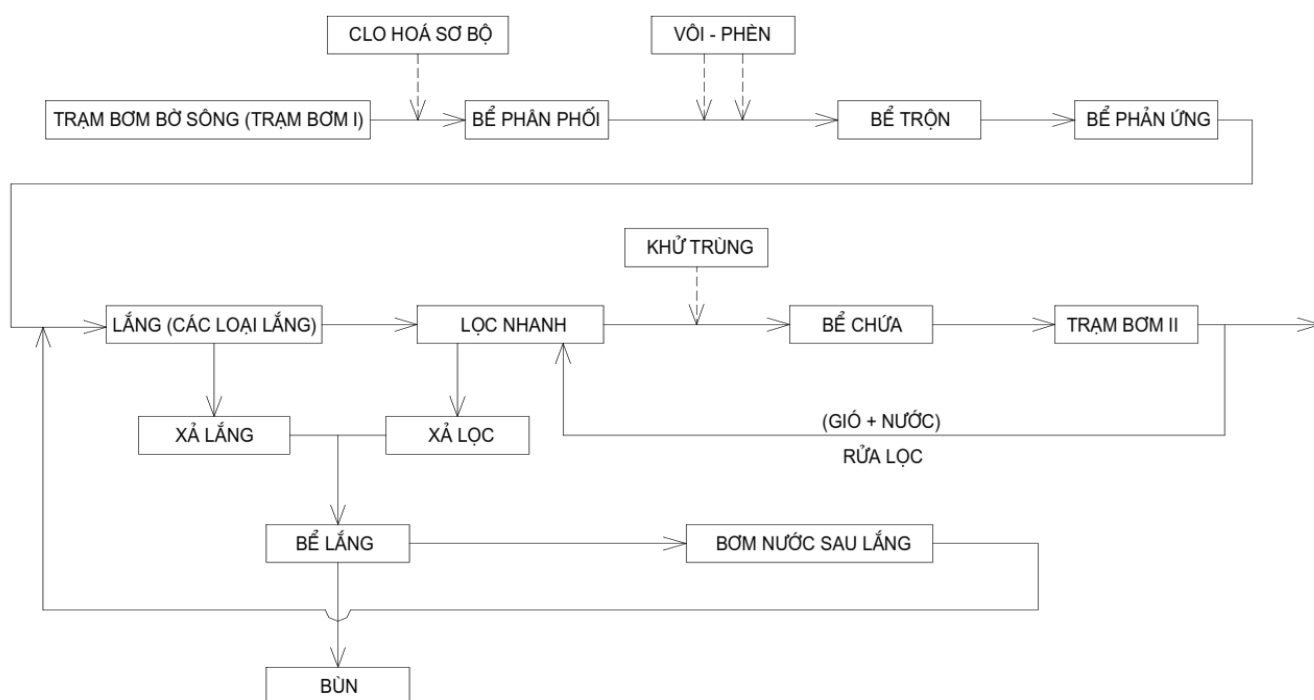 CLO HOÁ SƠ BỘ
VÔI - PHÈN
TRẠM BƠM BỜ SÔNG (TRẠM BƠM I)
BỂ PHÂN PHỐI
BỂ TRỘN
BỂ PHẢN ỨNG
KHỬ TRÙNG
LẮNG (CÁC LOẠI LẮNG)
LỌC NHANH
BỂ CHỨA
TRẠM BƠM II
XẢ LẮNG
XẢ LỌC
(GIÓ + NƯỚC)
RỬA LỌC
BỂ LẮNG
BƠM NƯỚC SAU LẮNG
BÙN